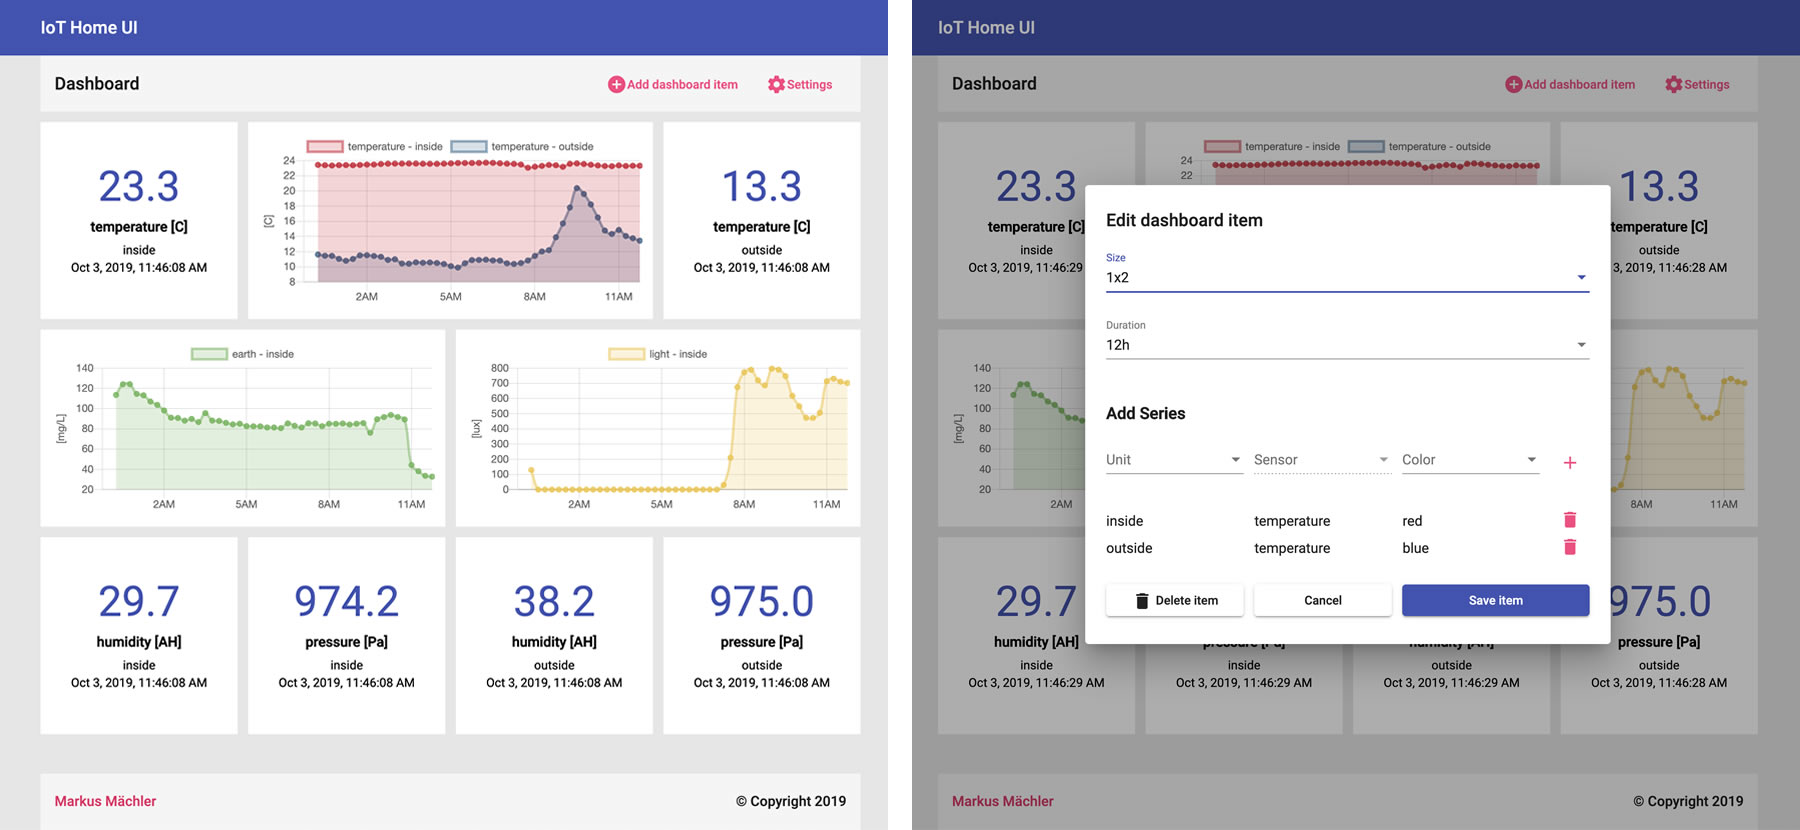 IoT Home UI
Dashboard
Add dashboard item
Settings
23.3
temperature [C]
inside
Oct 3, 2019, 11:46:08 AM
temperature - inside
temperature - outside
24
22
20
18
16
14
12
10
8
[C]
2AM
5AM
8AM
11AM
13.3
temperature [C]
outside
Oct 3, 2019, 11:46:08 AM
earth - inside
140
120
100
80
60
40
20
[mg/L]
2AM
5AM
8AM
11AM
light - inside
800
700
600
500
400
300
200
100
0
[lux]
2AM
5AM
8AM
11AM
29.7
humidity [AH]
inside
Oct 3, 2019, 11:46:08 AM
974.2
pressure [Pa]
inside
Oct 3, 2019, 11:46:08 AM
38.2
humidity [AH]
outside
Oct 3, 2019, 11:46:08 AM
975.0
pressure [Pa]
outside
Oct 3, 2019, 11:46:08 AM
Markus Mächler
© Copyright 2019
IoT Home UI
Dashboard
Add dashboard item
Settings
23.3
temperature [C]
inside
Oct 3, 2019, 11:46:29
temperature - inside
temperature - outside
24
22
13.3
temperature [C]
outside
3, 2019, 11:46:28 AM
140
120
100
80
60
40
20
[mg/L]
2AM
8AM
11AM
Edit dashboard item
Size
1x2
Duration
12h
Add Series
Unit
Sensor
Color
inside
temperature
red
outside
temperature
blue
Delete item
Cancel
Save item
29.7
humidity [AH]
inside
Oct 3, 2019, 11:46:29 AM
pressure [Pa]
inside
Oct 3, 2019, 11:46:29 AM
humidity [AH]
outside
Oct 3, 2019, 11:46:29 AM
975.0
pressure [Pa]
outside
Oct 3, 2019, 11:46:28 AM
Markus Mächler
© Copyright 2019